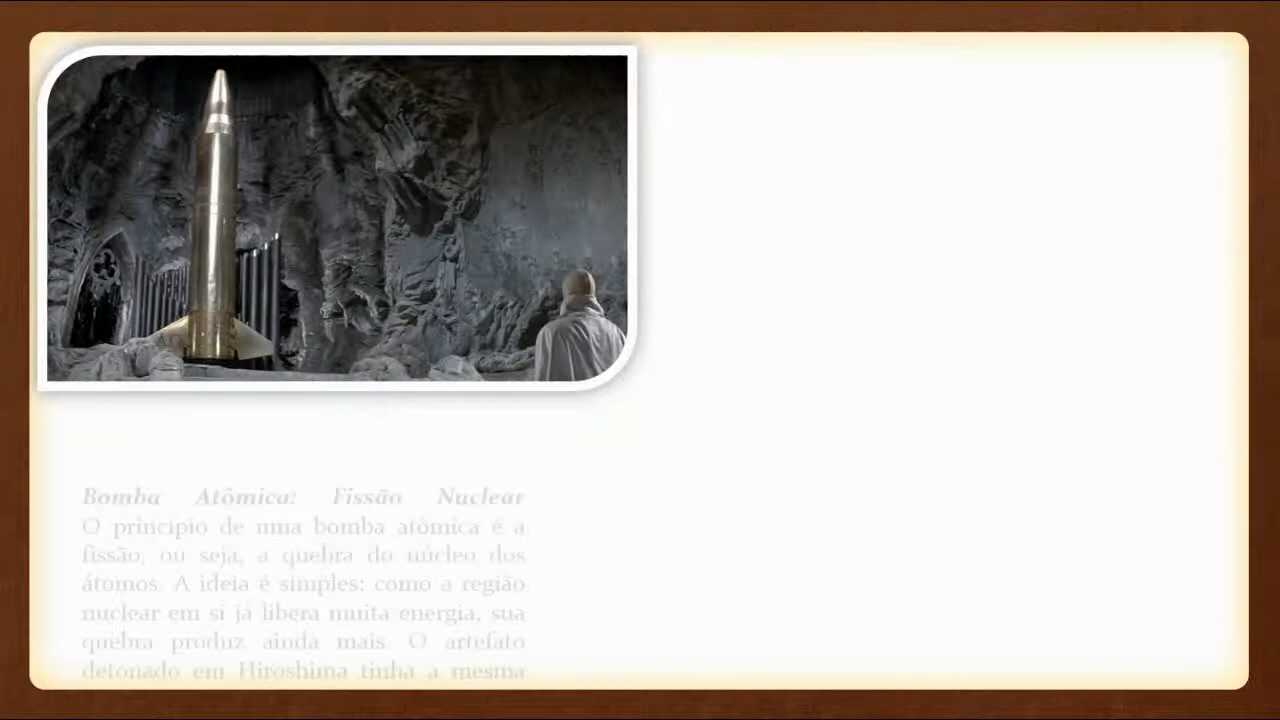 Bomba Atômica: Fissão Nuclear
O princípio de uma bomba atômica é a
fissão, ou seja, a quebra do núcleo dos
átomos. A ideia é simples: como a região
nuclear em si já libera muita energia, sua
quebra produz ainda mais. O artefato
detonado em Hiroshima tinha a mesma